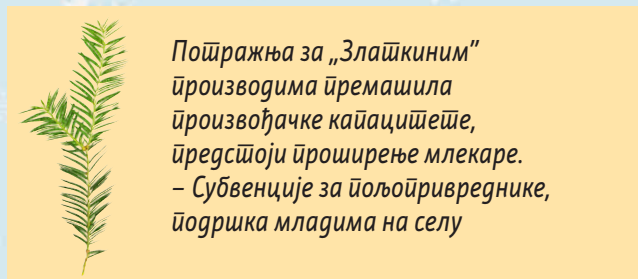 Потражња за „Златкиним”
производима премашила
произвођачке капацитете,
предстоји проширење млекаре.
– Субвенције за пољопривреднике,
подршка младима на селу